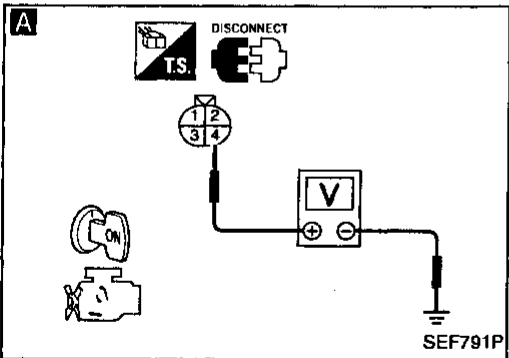 A
DISCONNECT
T.S.
1 2
3 4
V
ON
+ −
SEF791P